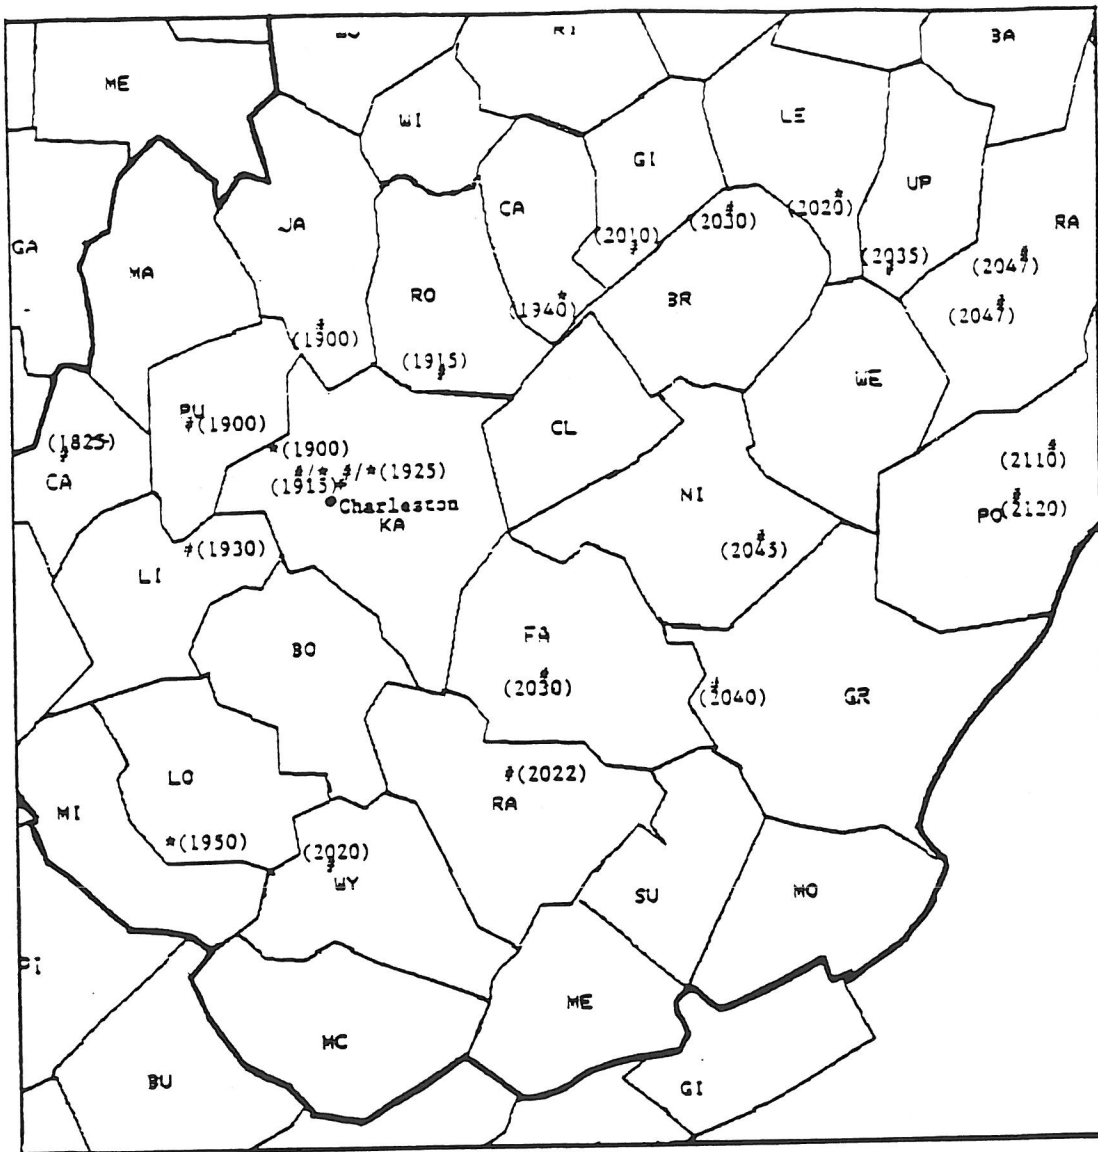 RI
BA
ME
WI
LE
GI
UP
CA
JA
(2020)
*
(2030)
#
RA
GA
(2010)
#
MA
(2035)
#
(2047)
#
RO
BR
(1940)
*
(2047)
#
(1900)
#
(1915)
#
WE
PU
#(1900)
CL
(1825)
#
*(1900)
(2110)
#
#/* #/*(1925)
(1915)#
CA
NI
Charleston
KA
PO
(2120)
#
#(1930)
(2045)
#
LI
FA
BO
(2030)
#
(2040)
#
GR
LO
#(2022)
RA
MI
*(1950)
(2020)
#
WY
SU
MO
PI
ME
MC
BU
GI